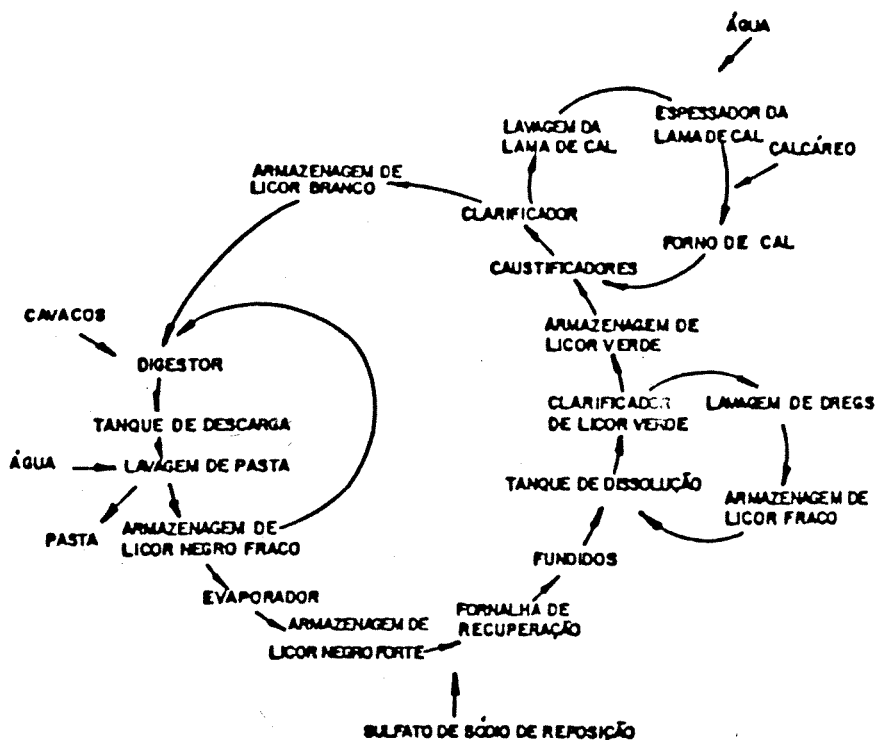 ÁGUA
LAVAGEM DA
LAMA DE CAL
ESPESSADOR DA
LAMA DE CAL
CALCÁREO
ARMAZENAGEM DE
LICOR BRANCO
CLARIFICADOR
FORNO DE CAL
CAUSTIFICADORES
CAVACOS
ARMAZENAGEM DE
LICOR VERDE
DIGESTOR
CLARIFICADOR
DE LICOR VERDE
LAVAGEM DE DREGS
TANQUE DE DESCARGA
ÁGUA
LAVAGEM DE PASTA
TANQUE DE DISSOLUÇÃO
ARMAZENAGEM DE
LICOR FRACO
PASTA
ARMAZENAGEM DE
LICOR NEGRO FRACO
FUNDIDOS
EVAPORADOR
ARMAZENAGEM DE
LICOR NEGRO FORTE
FORNALHA DE
RECUPERAÇÃO
SULFATO DE SÓDIO DE REPOSIÇÃO